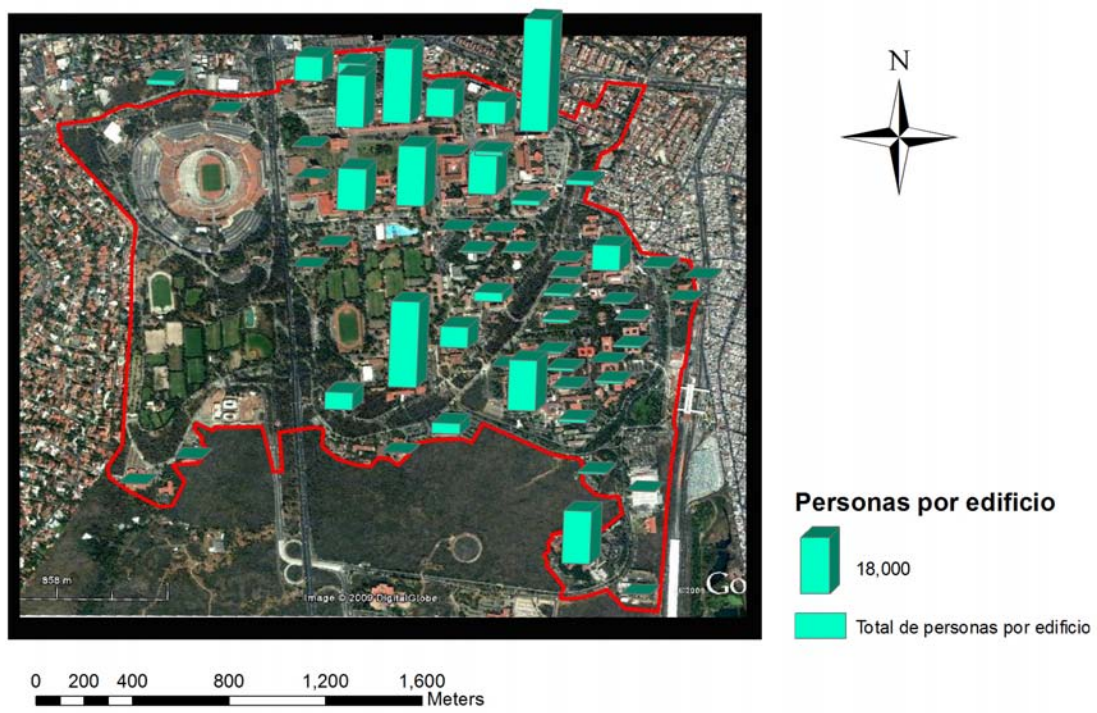 N
Personas por edificio
18,000
Total de personas por edificio
858 m
Image © 2009 DigitalGlobe
©2009 Go
0 200 400 800 1,200 1,600
Meters